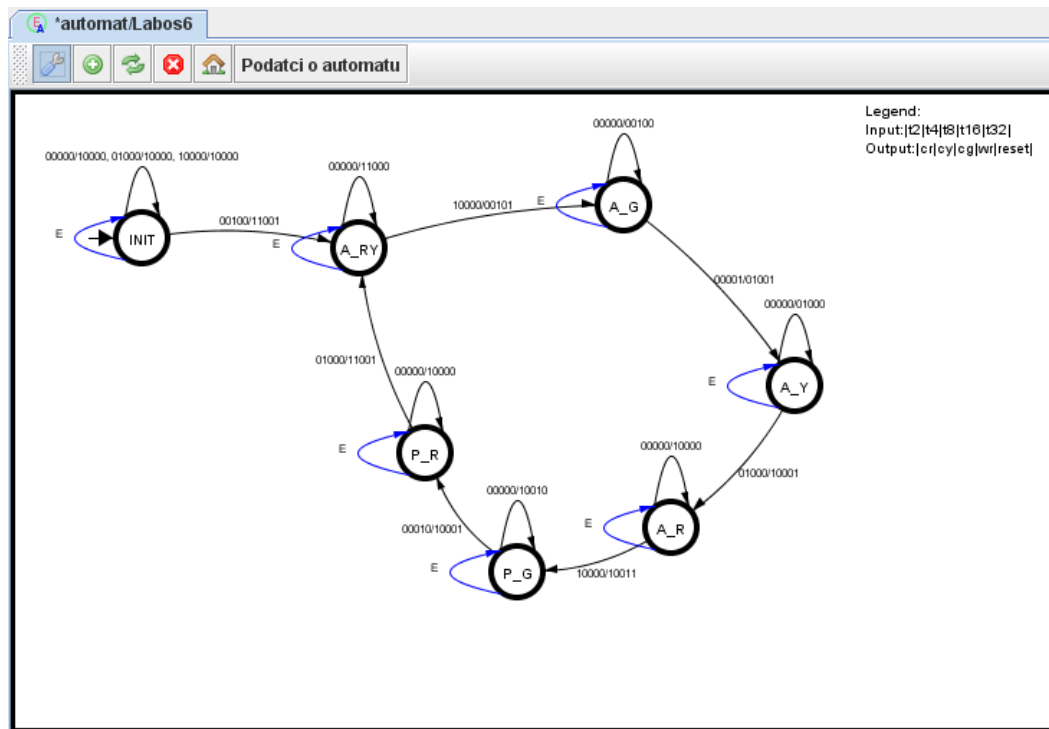 *automat/Labos6
Podatci o automatu
Legend:
Input:|t2|t4|t8|t16|t32|
Output:|cr|cy|cg|wr|reset|
00000/00100
00000/10000, 01000/10000, 10000/10000
00000/11000
10000/00101
E
A_G
00100/11001
E
INIT
E
A_RY
00001/01001
00000/01000
01000/11001
00000/10000
E
A_Y
E
P_R
00000/10000
01000/10001
00000/10010
00010/10001
E
A_R
E
P_G
10000/10011